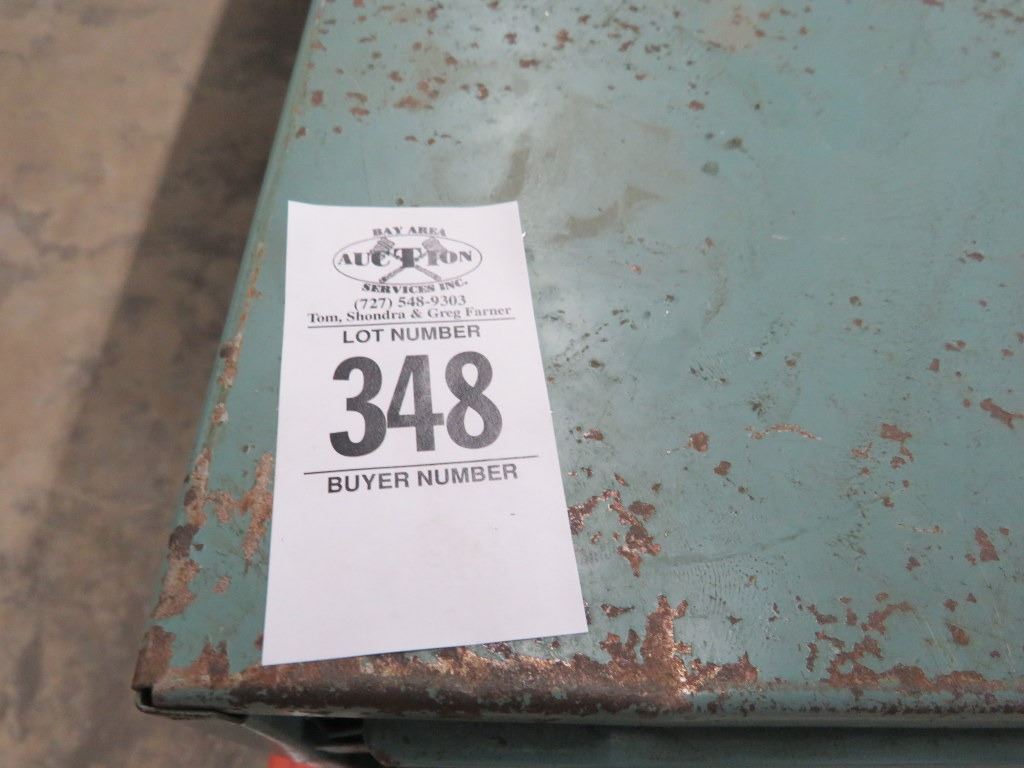 BAY AREA
AUCTION
SERVICES INC.
(727) 548-9303
Tom, Shondra & Greg Farner
LOT NUMBER
348
BUYER NUMBER